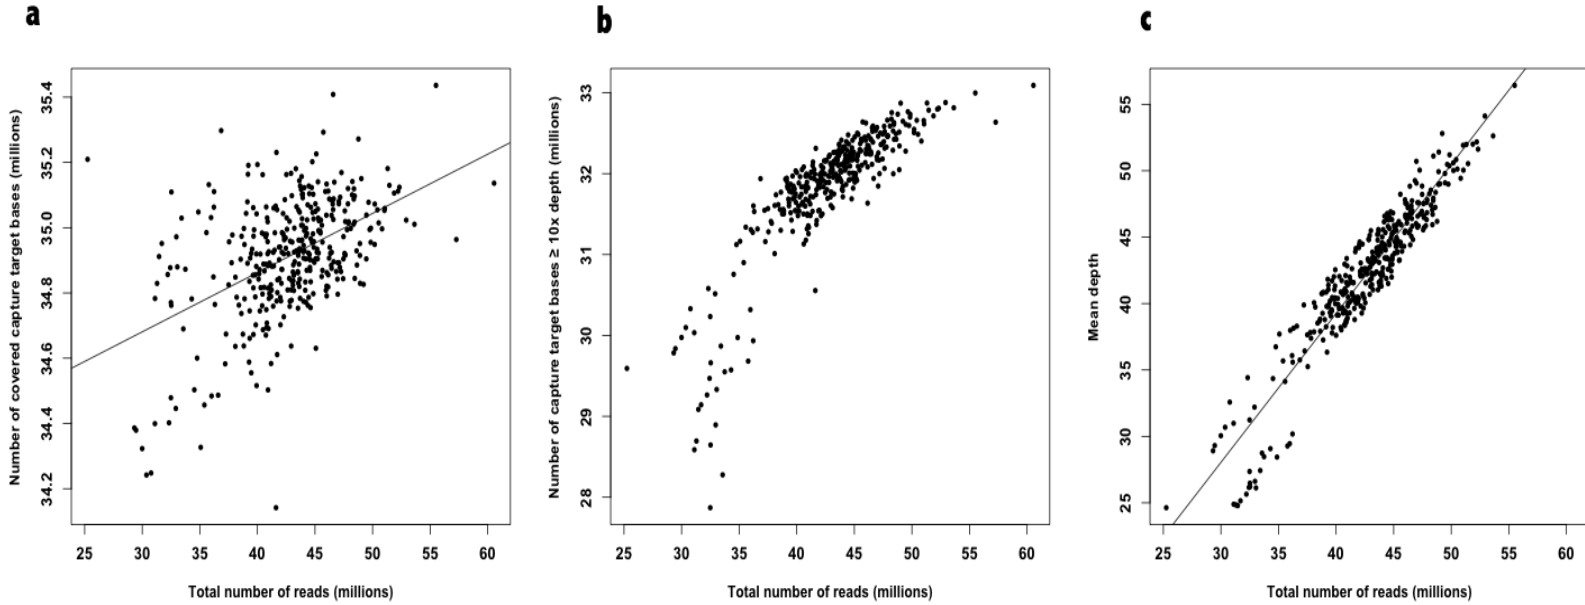 a
b
c
Number of covered capture target bases (millions)
35.4
35.2
35.0
34.8
34.6
34.4
34.2
25 30 35 40 45 50 55 60
Total number of reads (millions)
Number of capture target bases ≥ 10x depth (millions)
33
32
31
30
29
28
25 30 35 40 45 50 55 60
Total number of reads (millions)
Mean depth
55
50
45
40
35
30
25
25 30 35 40 45 50 55 60
Total number of reads (millions)